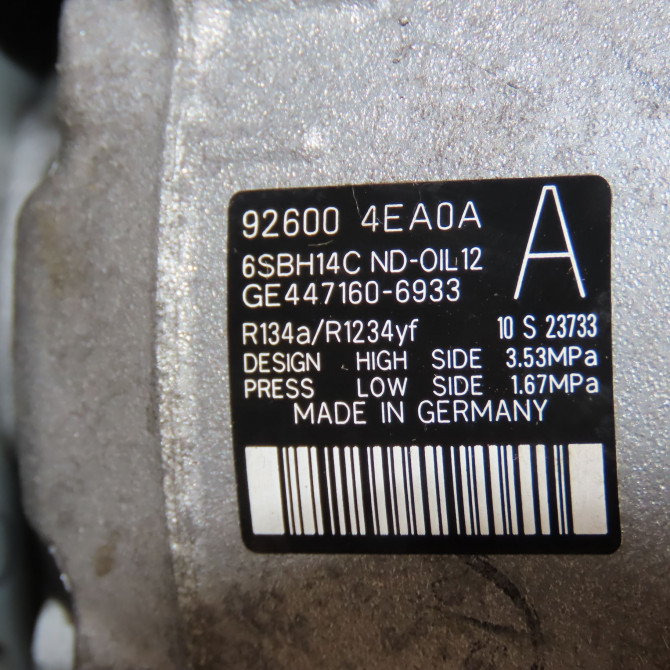 92600 4EA0A
A
6SBH14C ND-OIL12
GE447160-6933
R134a/R1234yf 10 S 23733
DESIGN HIGH SIDE 3.53MPa
PRESS LOW SIDE 1.67MPa
MADE IN GERMANY